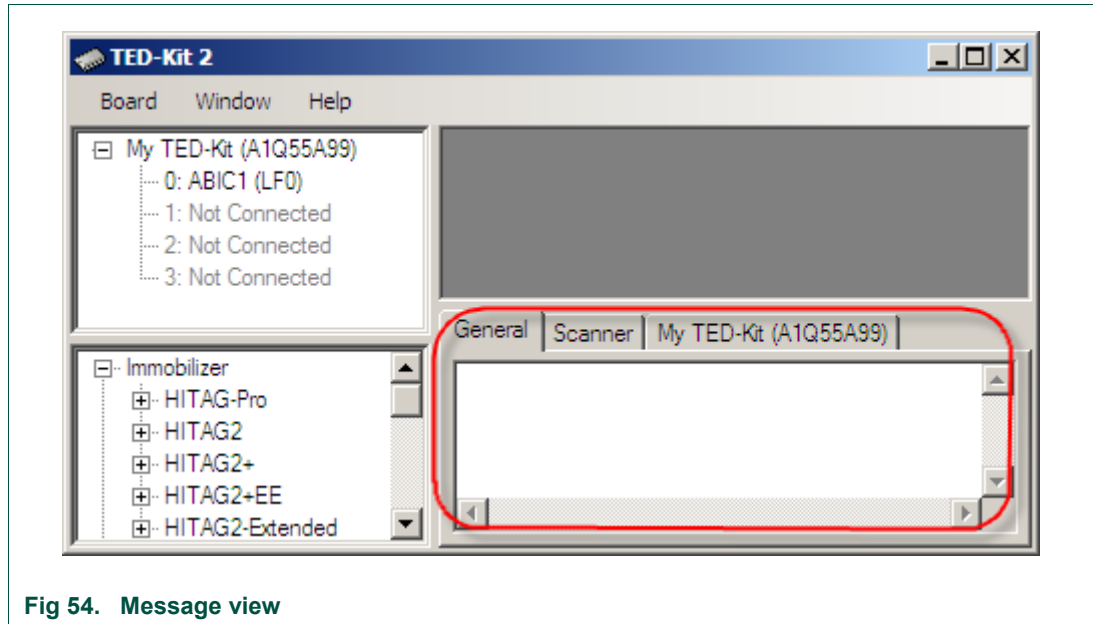 TED-Kit 2
Board Window Help
My TED-Kit (A1Q55A99)
0: ABIC1 (LF0)
1: Not Connected
2: Not Connected
3: Not Connected
General Scanner My TED-Kit (A1Q55A99)
Immobilizer
HITAG-Pro
HITAG2
HITAG2+
HITAG2+EE
HITAG2-Extended
Fig 54. Message view